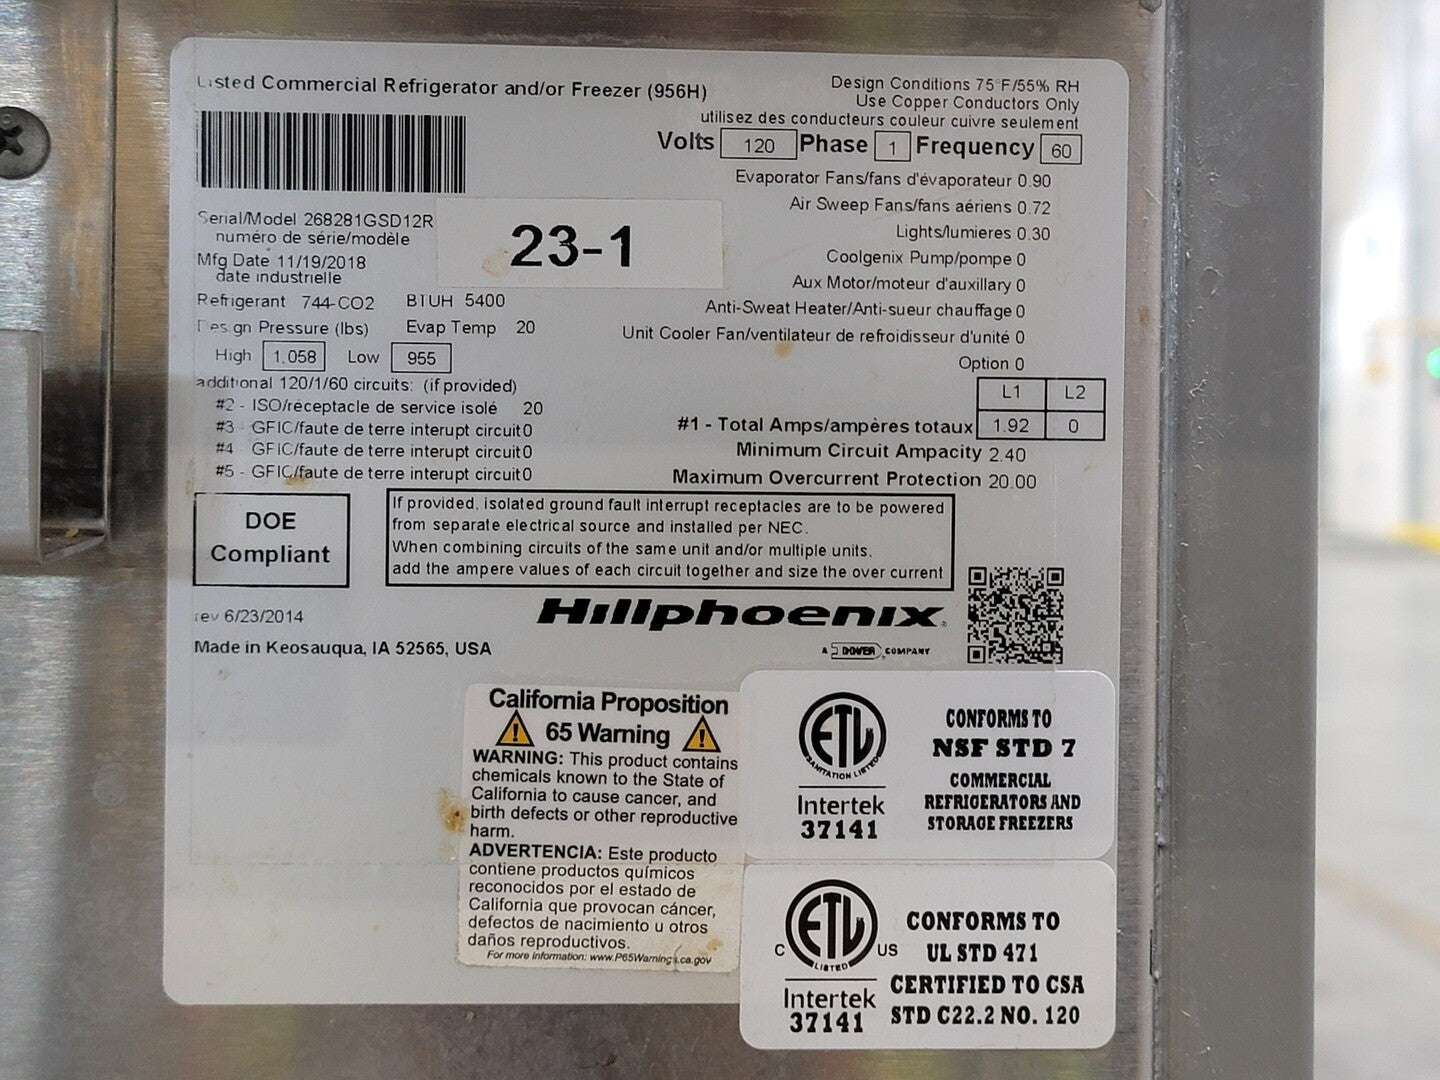 Listed Commercial Refrigerator and/or Freezer (956H)
Design Conditions 75°F/55% RH
Use Copper Conductors Only
utilisez des conducteurs couleur cuivre seulement
Volts 120 Phase 1 Frequency 60
Evaporator Fans/fans d'évaporateur 0.90
Air Sweep Fans/fans aériens 0.72
Lights/lumieres 0.30
Coolgenix Pump/pompe 0
Aux Motor/moteur d'auxillary 0
Anti-Sweat Heater/Anti-sueur chauffage 0
Unit Cooler Fan/ventilateur de refroidisseur d'unité 0
Option 0
L1 L2
#1 - Total Amps/ampères totaux 1.92 0
Minimum Circuit Ampacity 2.40
Maximum Overcurrent Protection 20.00
Serial/Model 268281GSD12R
numéro de série/modèle
23-1
Mfg Date 11/19/2018
date industrielle
Refrigerant 744-CO2 BTUH 5400
Design Pressure (lbs) Evap Temp 20
High 1,058 Low 955
additional 120/1/60 circuits: (if provided)
#2 - ISO/réceptacle de service isolé 20
#3 - GFIC/faute de terre interupt circuit0
#4 - GFIC/faute de terre interupt circuit0
#5 - GFIC/faute de terre interupt circuit0
DOE
Compliant
If provided, isolated ground fault interrupt receptacles are to be powered
from separate electrical source and installed per NEC.
When combining circuits of the same unit and/or multiple units,
add the ampere values of each circuit together and size the over current
rev 6/23/2014
Hillphoenix®
A DOVER COMPANY
Made in Keosauqua, IA 52565, USA
California Proposition
65 Warning
WARNING: This product contains
chemicals known to the State of
California to cause cancer, and
birth defects or other reproductive
harm.
ADVERTENCIA: Este producto
contiene productos químicos
reconocidos por el estado de
California que provocan cáncer,
defectos de nacimiento u otros
daños reproductivos.
For more information: www.P65Warnings.ca.gov
ETL
SANITATION LISTED
Intertek
37141
CONFORMS TO
NSF STD 7
COMMERCIAL
REFRIGERATORS AND
STORAGE FREEZERS
C ETL US
LISTED
Intertek
37141
CONFORMS TO
UL STD 471
CERTIFIED TO CSA
STD C22.2 NO. 120